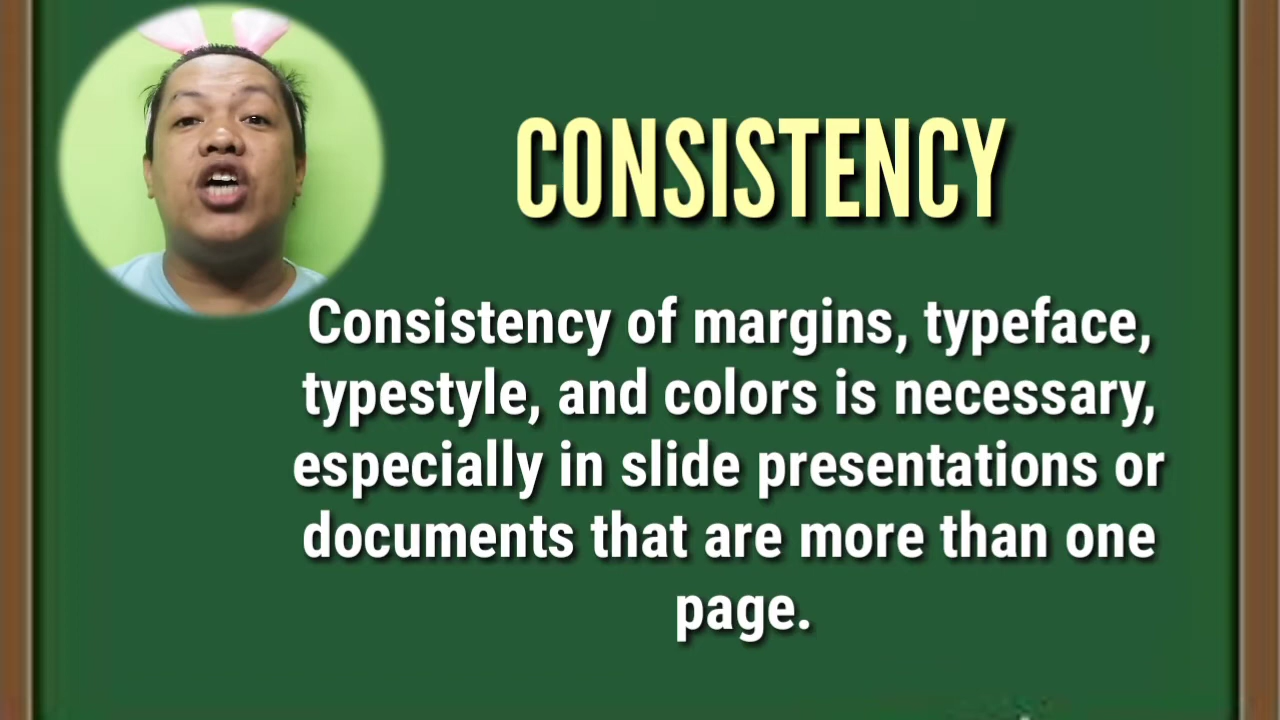 CONSISTENCY
Consistency of margins, typeface,
typestyle, and colors is necessary,
especially in slide presentations or
documents that are more than one
page.